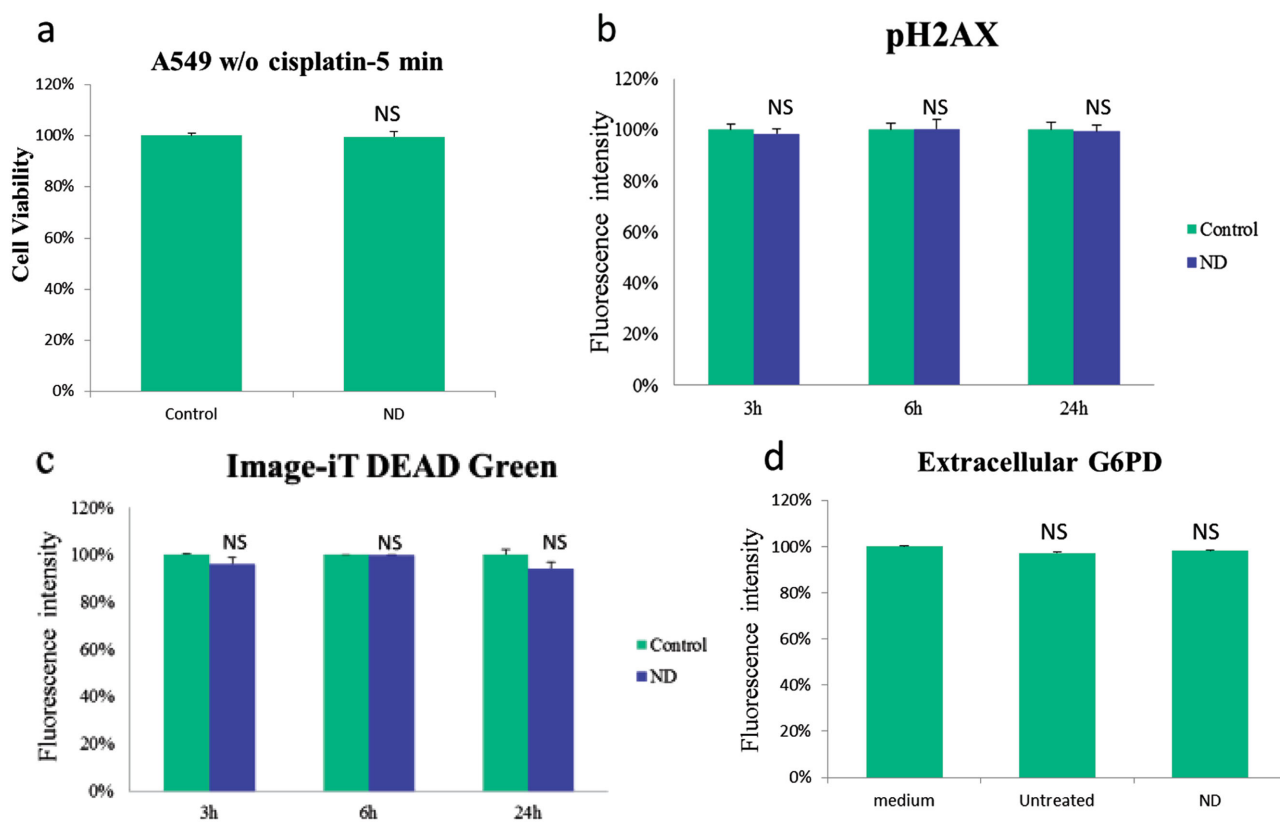 a
A549 w/o cisplatin-5 min
Cell Viability
120%
100%
80%
60%
40%
20%
0%
NS
Control
ND
b
pH2AX
Fluorescence intensity
120%
100%
80%
60%
40%
20%
0%
NS
NS
NS
3h
6h
24h
Control
ND
c
Image-iT DEAD Green
Fluorescence intensity
120%
100%
80%
60%
40%
20%
0%
NS
NS
NS
3h
6h
24h
Control
ND
d
Extracellular G6PD
Fluorescence intensity
120%
100%
80%
60%
40%
20%
0%
NS
NS
medium
Untreated
ND